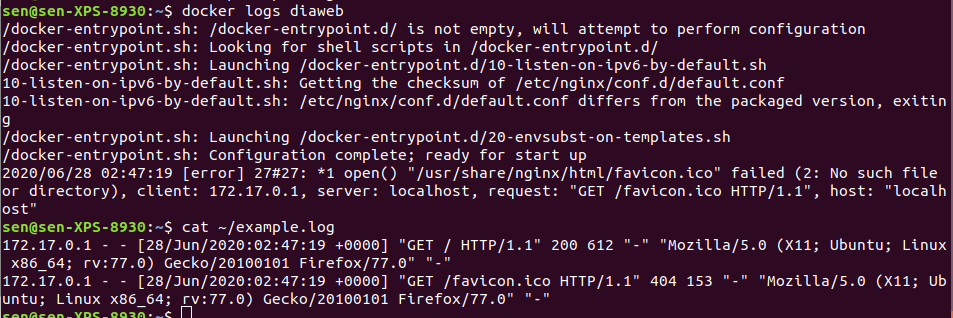 sen@sen-XPS-8930:~$ docker logs diaweb
/docker-entrypoint.sh: /docker-entrypoint.d/ is not empty, will attempt to perform configuration
/docker-entrypoint.sh: Looking for shell scripts in /docker-entrypoint.d/
/docker-entrypoint.sh: Launching /docker-entrypoint.d/10-listen-on-ipv6-by-default.sh
10-listen-on-ipv6-by-default.sh: Getting the checksum of /etc/nginx/conf.d/default.conf
10-listen-on-ipv6-by-default.sh: /etc/nginx/conf.d/default.conf differs from the packaged version, exitin
g
/docker-entrypoint.sh: Launching /docker-entrypoint.d/20-envsubst-on-templates.sh
/docker-entrypoint.sh: Configuration complete; ready for start up
2020/06/28 02:47:19 [error] 27#27: *1 open() "/usr/share/nginx/html/favicon.ico" failed (2: No such file
or directory), client: 172.17.0.1, server: localhost, request: "GET /favicon.ico HTTP/1.1", host: "localh
ost"
sen@sen-XPS-8930:~$ cat ~/example.log
172.17.0.1 - - [28/Jun/2020:02:47:19 +0000] "GET / HTTP/1.1" 200 612 "-" "Mozilla/5.0 (X11; Ubuntu; Linux
x86_64; rv:77.0) Gecko/20100101 Firefox/77.0" "-"
172.17.0.1 - - [28/Jun/2020:02:47:19 +0000] "GET /favicon.ico HTTP/1.1" 404 153 "-" "Mozilla/5.0 (X11; Ub
untu; Linux x86_64; rv:77.0) Gecko/20100101 Firefox/77.0" "-"
sen@sen-XPS-8930:~$